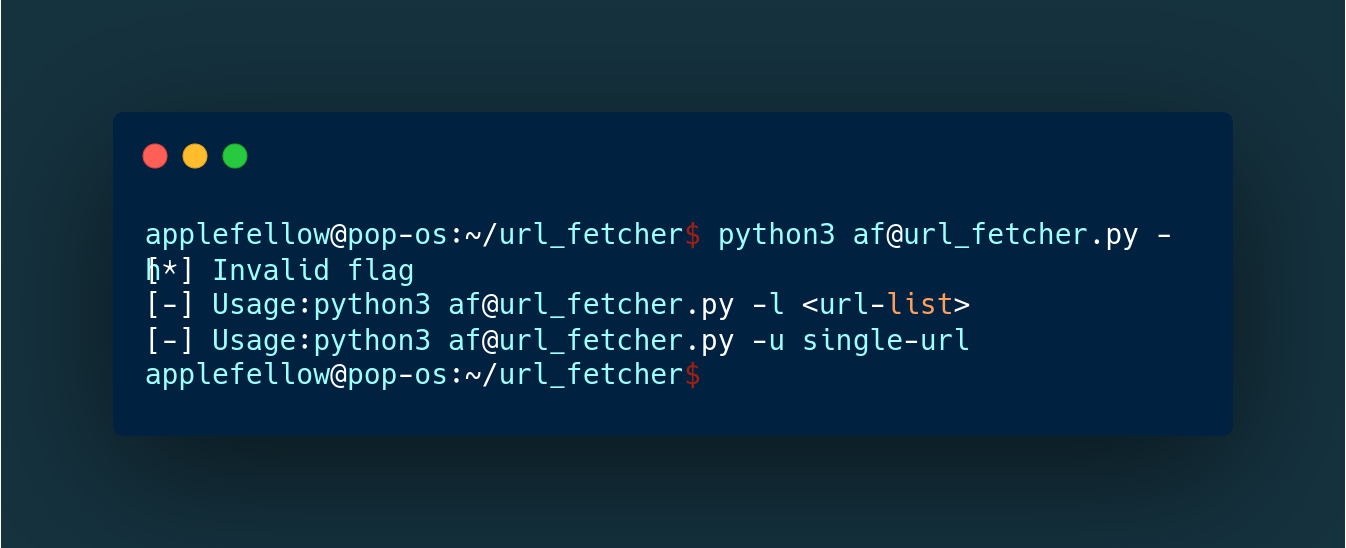 applefellow@pop-os:~/url_fetcher$ python3 af@url_fetcher.py -
h
[*] Invalid flag
[-] Usage:python3 af@url_fetcher.py -l <url-list>
[-] Usage:python3 af@url_fetcher.py -u single-url
applefellow@pop-os:~/url_fetcher$